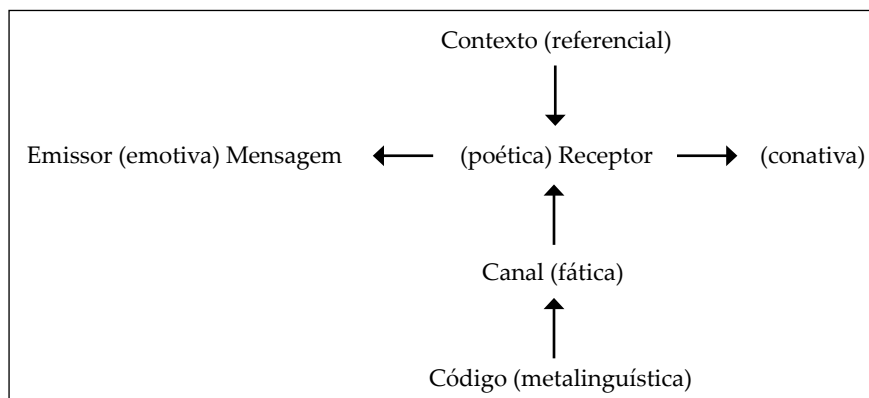 Contexto (referencial)
Emissor (emotiva) Mensagem (poética) Receptor (conativa)
Canal (fática)
Código (metalinguística)